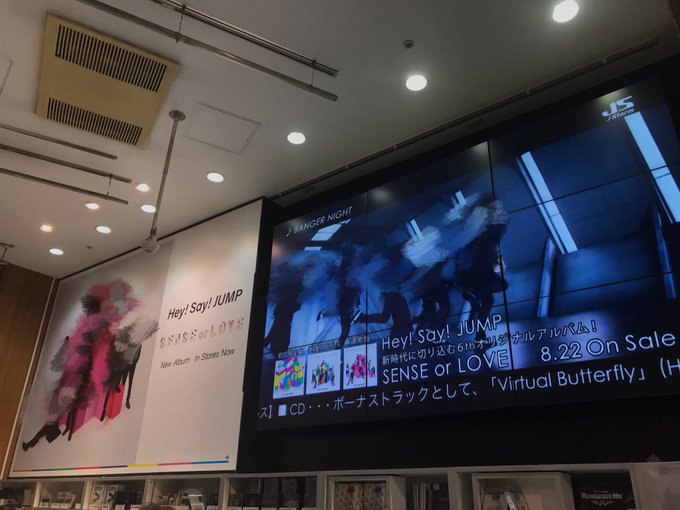 Hey! Say! JUMP
SENSE or LOVE
New Album In Stores Now
JS
J Storm
♪ BANGER NIGHT
Hey! Say! JUMP
新時代に切り込む6thオリジナルアルバム！
SENSE or LOVE 8.22 On Sale
ス】 ■ CD・・・ボーナストラックとして、「Virtual Butterfly」 (H
REMEMBER ME